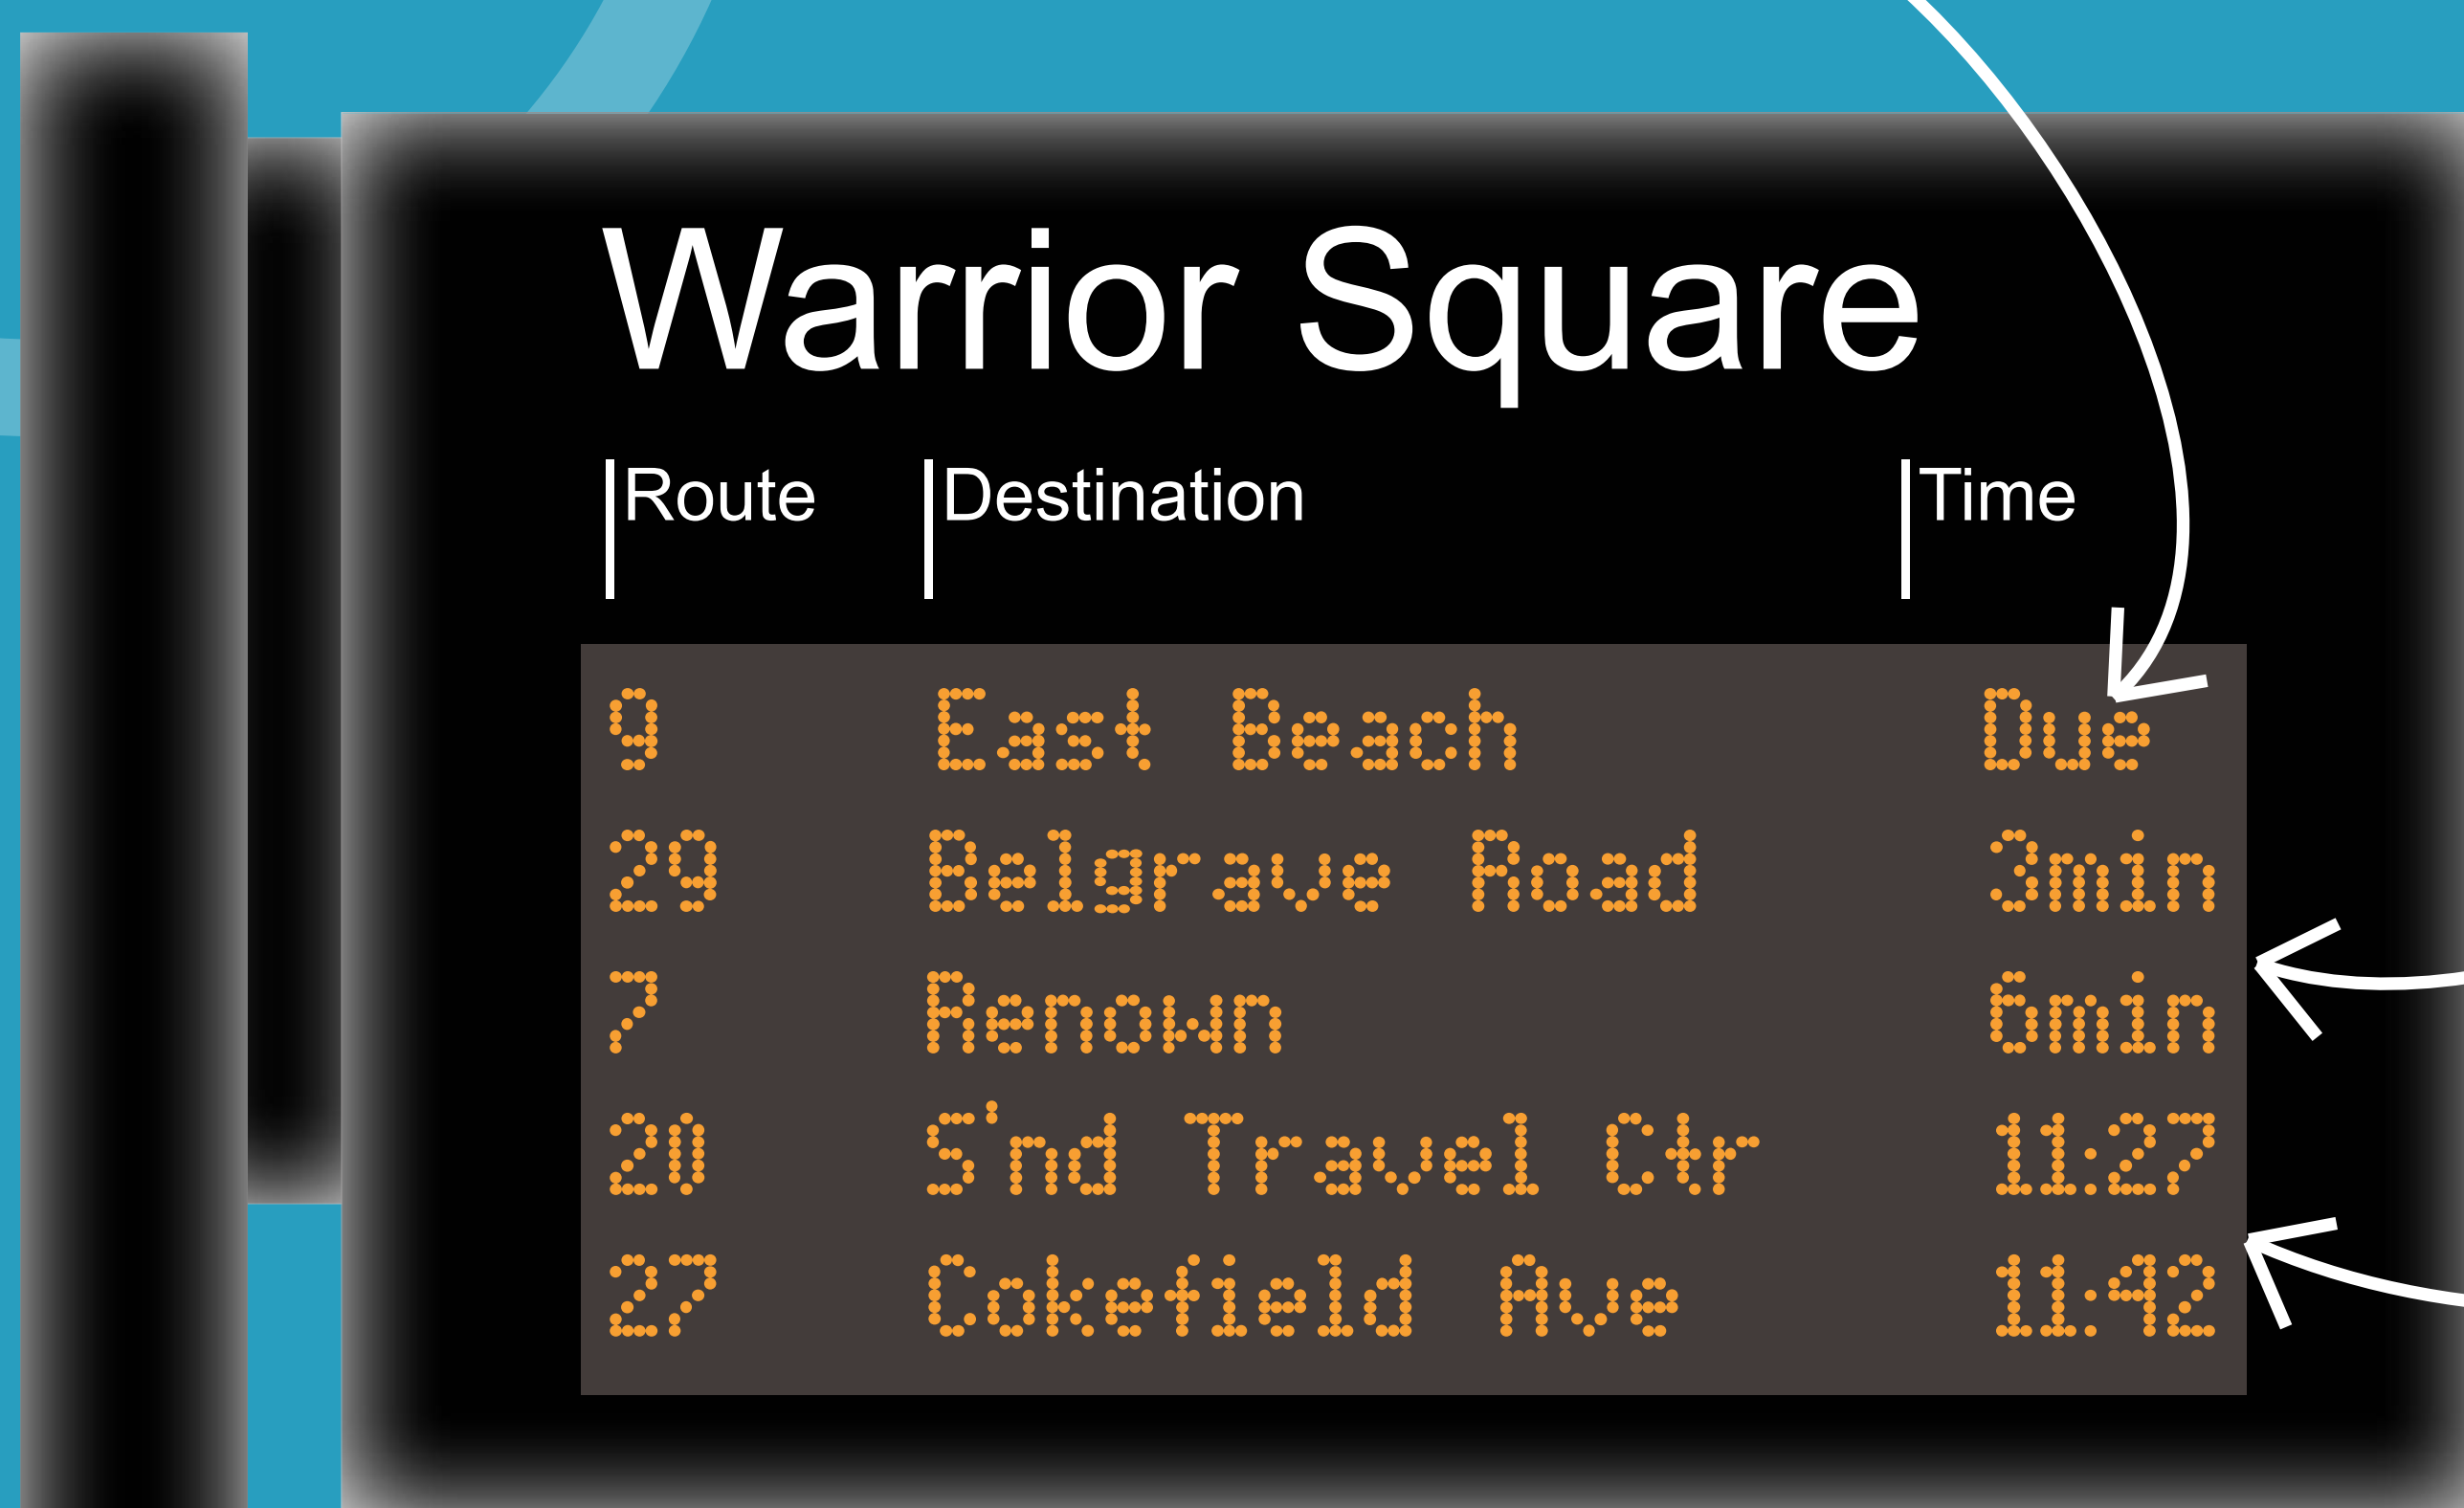 Warrior Square
Route Destination Time
9 East Beach Due
29 Belgrave Road 3min
7 Renown 6min
20 S'nd Travel Ctr 11:27
27 Cokefield Ave 11:42